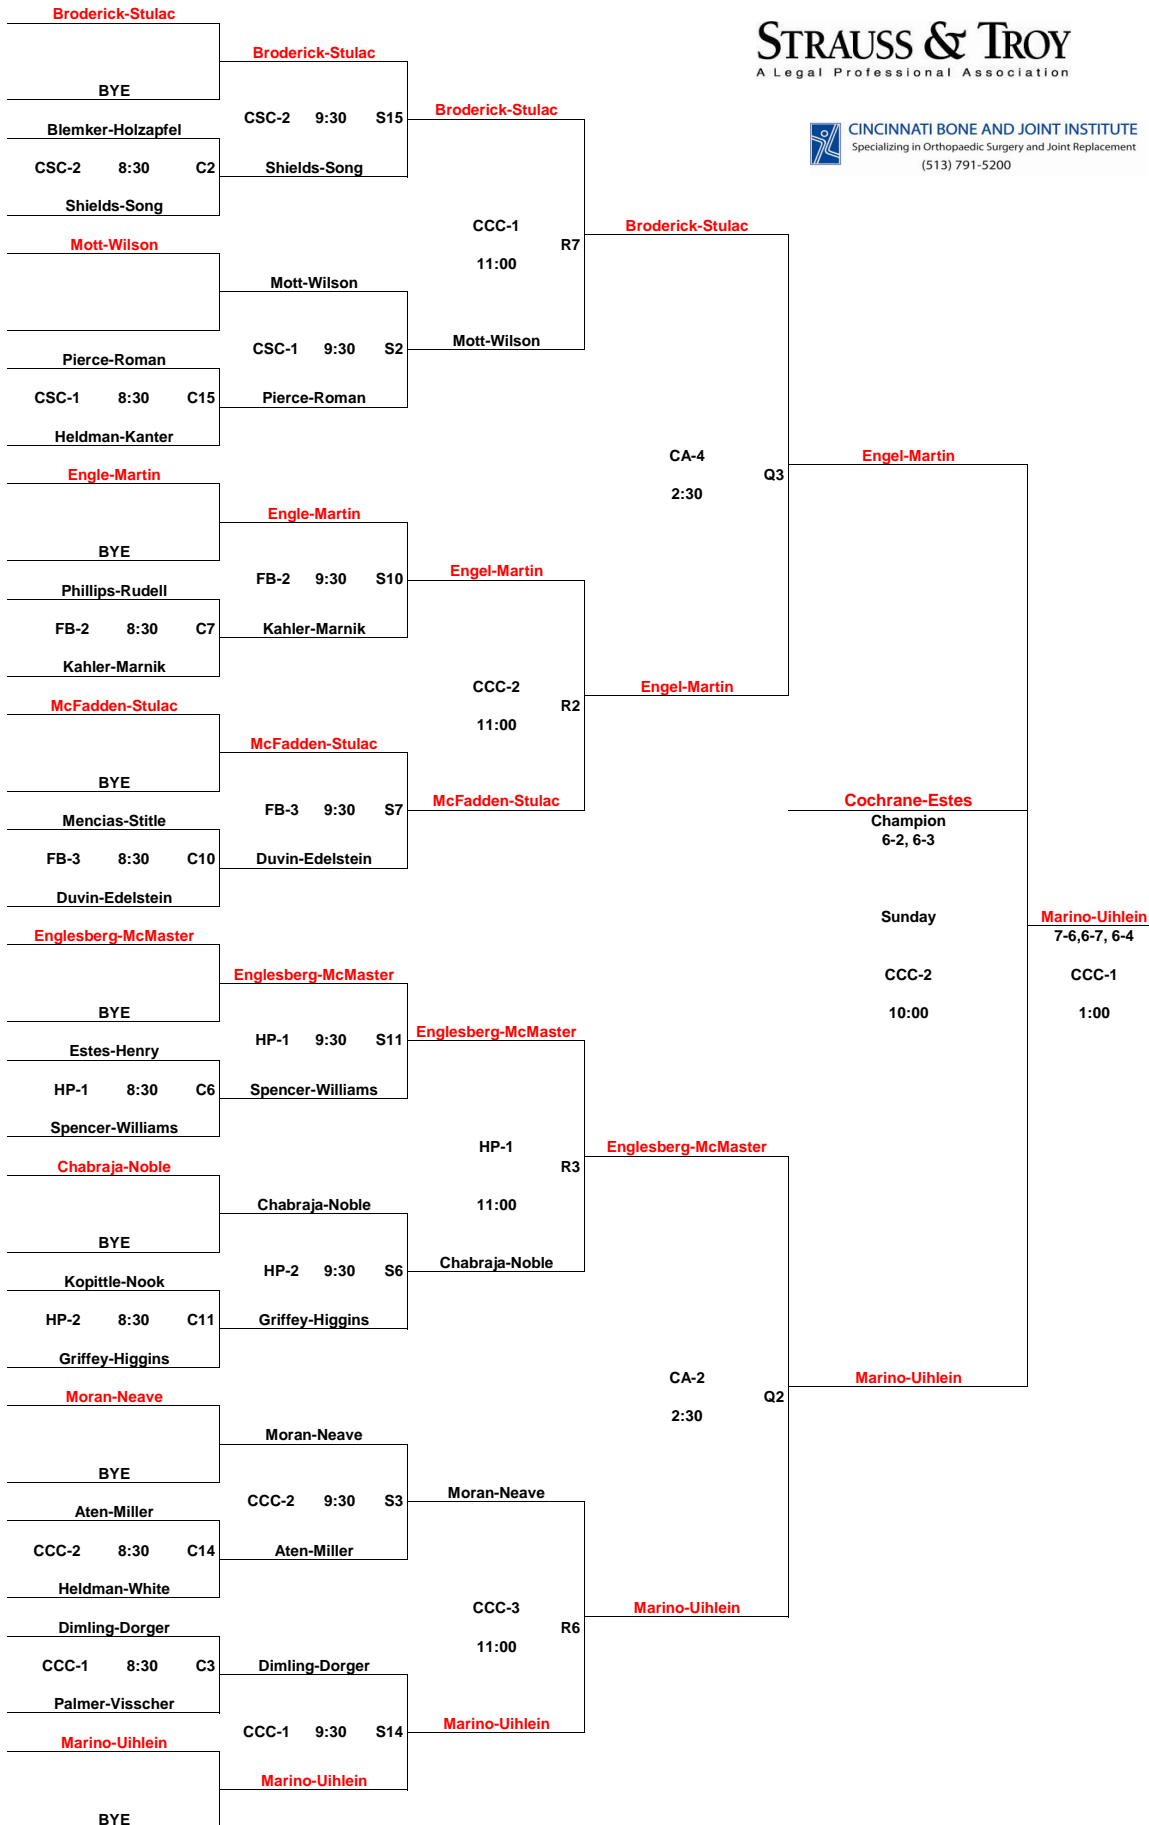 Broderick-Stulac
STRAUSS & TROY
A Legal Professional Association
Broderick-Stulac
BYE
CSC-2 9:30 S15
Broderick-Stulac
Blemker-Holzapfel
CINCINNATI BONE AND JOINT INSTITUTE
Specializing in Orthopaedic Surgery and Joint Replacement
(513) 791-5200
CSC-2 8:30 C2
Shields-Song
Shields-Song
CCC-1
Broderick-Stulac
Mott-Wilson
R7
11:00
Mott-Wilson
CSC-1 9:30 S2
Mott-Wilson
Pierce-Roman
CSC-1 8:30 C15
Pierce-Roman
Heldman-Kanter
CA-4
Engel-Martin
Engle-Martin
Q3
2:30
Engle-Martin
BYE
FB-2 9:30 S10
Engel-Martin
Phillips-Rudell
FB-2 8:30 C7
Kahler-Marnik
Kahler-Marnik
CCC-2
Engel-Martin
McFadden-Stulac
R2
11:00
McFadden-Stulac
BYE
FB-3 9:30 S7
McFadden-Stulac
Cochrane-Estes
Mencias-Stitle
Champion
6-2, 6-3
FB-3 8:30 C10
Duvin-Edelstein
Duvin-Edelstein
Sunday
Marino-Uihlein
Englesberg-McMaster
7-6,6-7, 6-4
Englesberg-McMaster
CCC-2
CCC-1
BYE
10:00
1:00
HP-1 9:30 S11
Englesberg-McMaster
Estes-Henry
HP-1 8:30 C6
Spencer-Williams
Spencer-Williams
HP-1
Englesberg-McMaster
Chabraja-Noble
R3
Chabraja-Noble
11:00
BYE
HP-2 9:30 S6
Chabraja-Noble
Kopittle-Nook
HP-2 8:30 C11
Griffey-Higgins
Griffey-Higgins
CA-2
Marino-Uihlein
Moran-Neave
Q2
2:30
Moran-Neave
BYE
CCC-2 9:30 S3
Moran-Neave
Aten-Miller
CCC-2 8:30 C14
Aten-Miller
Heldman-White
CCC-3
Marino-Uihlein
Dimling-Dorger
R6
11:00
CCC-1 8:30 C3
Dimling-Dorger
Palmer-Visscher
CCC-1 9:30 S14
Marino-Uihlein
Marino-Uihlein
Marino-Uihlein
BYE